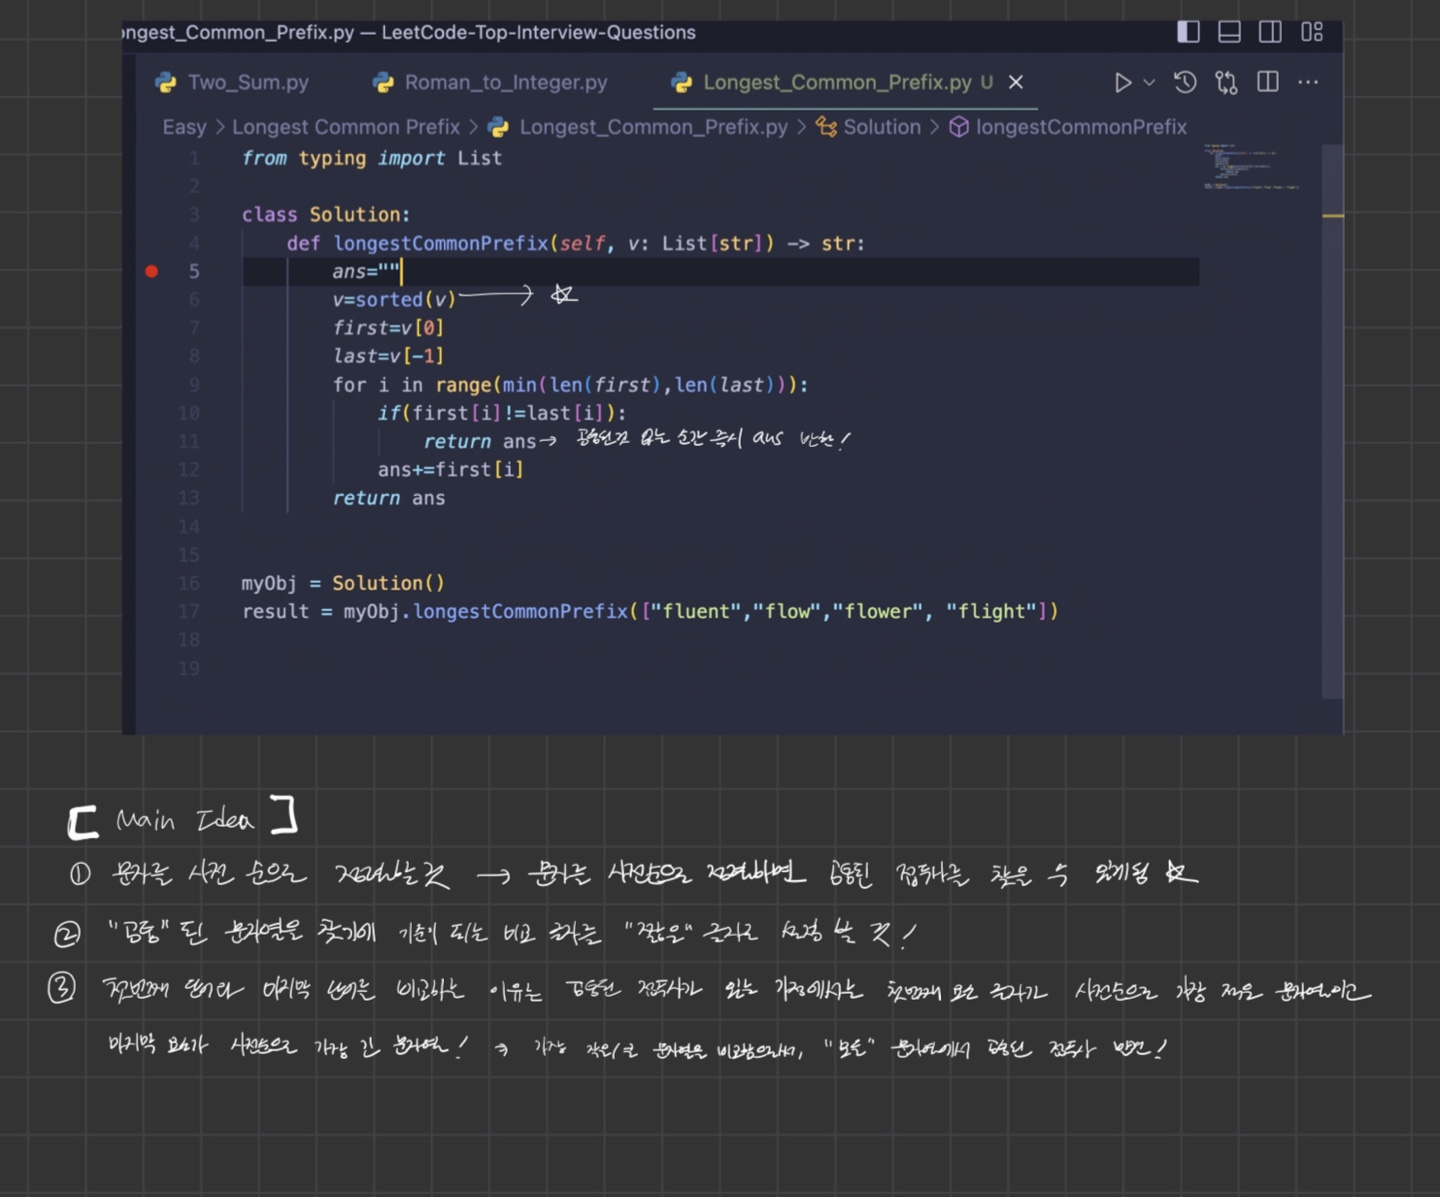 ongest_Common_Prefix.py — LeetCode-Top-Interview-Questions
Two_Sum.py Roman_to_Integer.py Longest_Common_Prefix.py U
Easy > Longest Common Prefix > Longest_Common_Prefix.py > Solution > longestCommonPrefix
1 from typing import List
2
3 class Solution:
4 def longestCommonPrefix(self, v: List[str]) -> str:
5 ans=""
6 v=sorted(v) → ☆
7 first=v[0]
8 last=v[-1]
9 for i in range(min(len(first),len(last))):
10 if(first[i]!=last[i]):
11 return ans → 공통된것 없는 순간 즉시 ans 반환!
12 ans+=first[i]
13 return ans
14
15
16 myObj = Solution()
17 result = myObj.longestCommonPrefix(["fluent","flow","flower", "flight"])
18
19
[ Main Idea ]
① 문자를 사전 순으로 정렬할 것 → 문자를 사전순으로 정렬하면 공통된 접두사를 찾을 수 있게됨 ☆
② "공통"된 문자열을 찾기에 기준이 되는 비교 글자를 "짧은" 글자로 설정 할 것!
③ 첫번째 단어와 마지막 단어를 비교하는 이유는 공통된 접두사가 있는 가정에서는 첫번째 요소 글자가 사전순으로 가장 작은 문자열이고
마지막 요소가 사전순으로 가장 긴 문자열! → 가장 작은/큰 문자열을 비교함으로써, "모든" 문자열에서 공통된 접두사 발견!